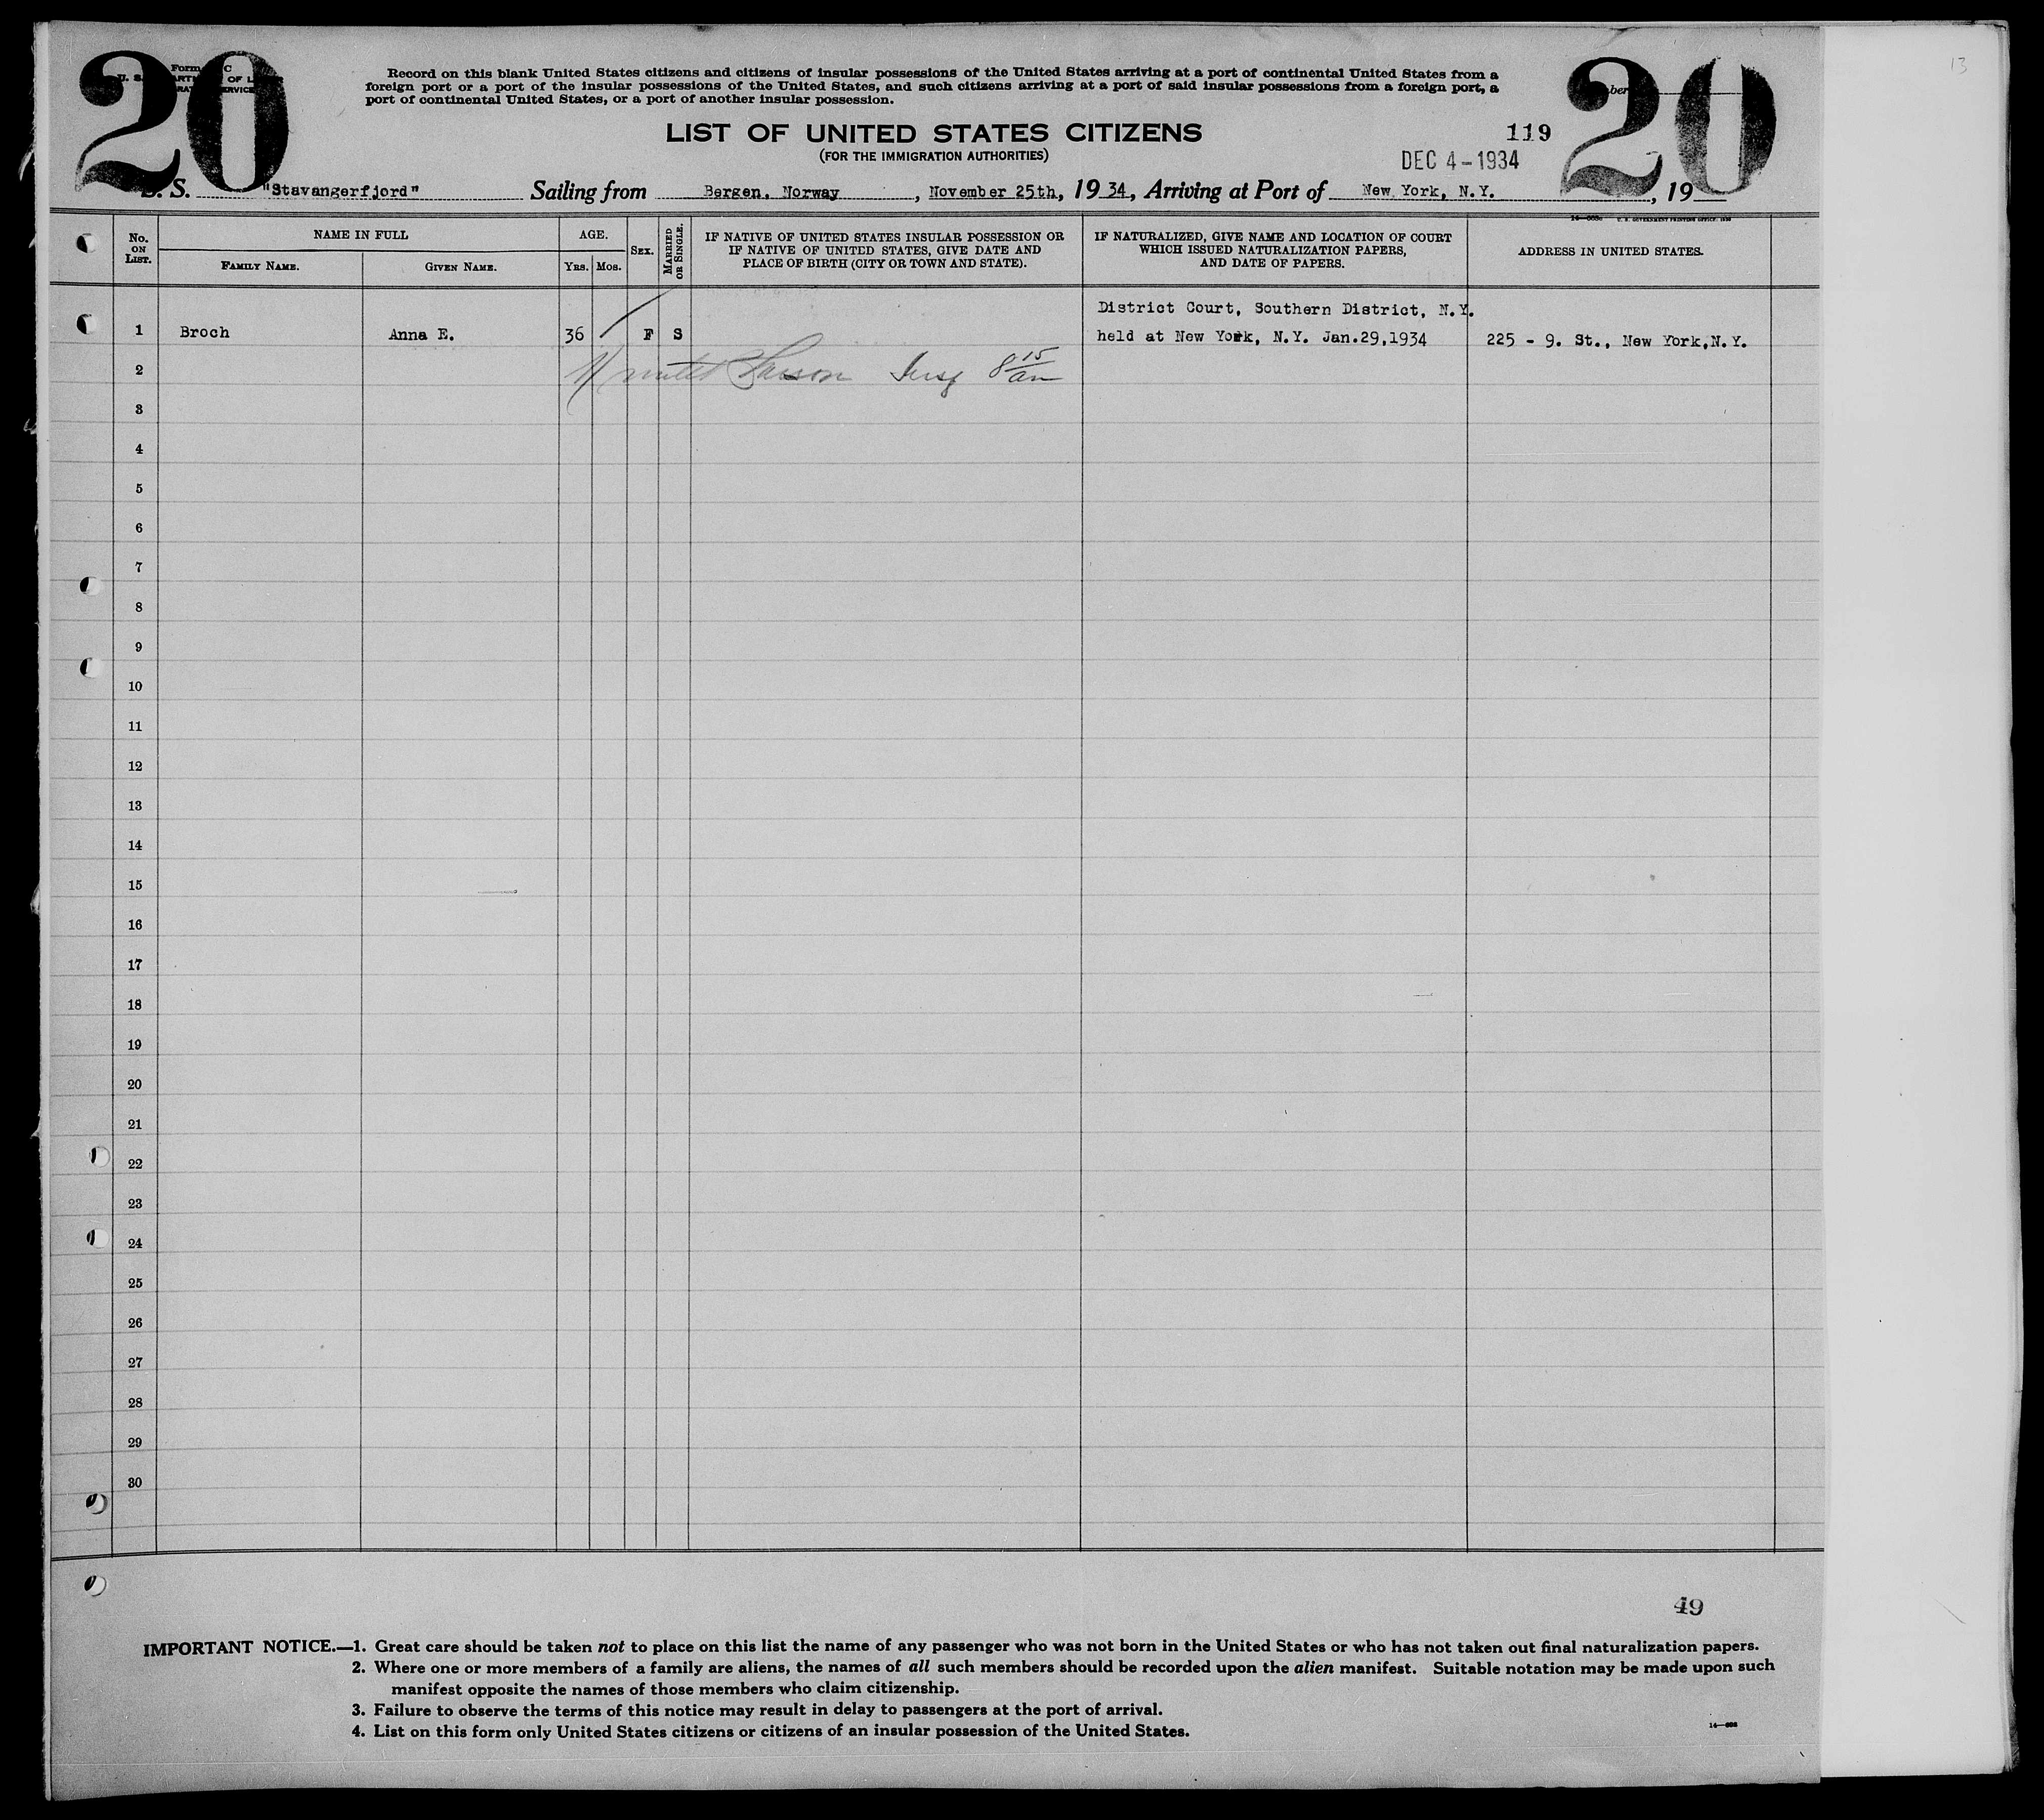 20
20
13
Record on this blank United States citizens and citizens of insular possessions of the United States arriving at a port of continental United States from a
foreign port or a port of the insular possessions of the United States, and such citizens arriving at a port of said insular possessions from a foreign port, a
port of continental United States, or a port of another insular possession.
LIST OF UNITED STATES CITIZENS
119
(FOR THE IMMIGRATION AUTHORITIES)
DEC 4-1934
S. "Stavangerfjord" Sailing from Bergen, Norway, November 25th, 1934, Arriving at Port of New York, N.Y., 19
No. ON LIST.
NAME IN FULL
FAMILY NAME.
GIVEN NAME.
AGE.
YRS.
MOS.
SEX.
MARRIED OR SINGLE.
IF NATIVE OF UNITED STATES INSULAR POSSESSION OR
IF NATIVE OF UNITED STATES, GIVE DATE AND
PLACE OF BIRTH (CITY OR TOWN AND STATE).
IF NATURALIZED, GIVE NAME AND LOCATION OF COURT
WHICH ISSUED NATURALIZATION PAPERS,
AND DATE OF PAPERS.
ADDRESS IN UNITED STATES.
District Court, Southern District, N.Y.
1 Broch Anna E. 36 F S held at New York, N.Y. Jan.29,1934 225 - 9. St., New York,N.Y.
2 8 15
3
4
5
6
7
8
9
10
11
12
13
14
15
16
17
18
19
20
21
22
23
24
25
26
27
28
29
30
49
IMPORTANT NOTICE.—1. Great care should be taken not to place on this list the name of any passenger who was not born in the United States or who has not taken out final naturalization papers.
2. Where one or more members of a family are aliens, the names of all such members should be recorded upon the alien manifest. Suitable notation may be made upon such
manifest opposite the names of those members who claim citizenship.
3. Failure to observe the terms of this notice may result in delay to passengers at the port of arrival.
4. List on this form only United States citizens or citizens of an insular possession of the United States.